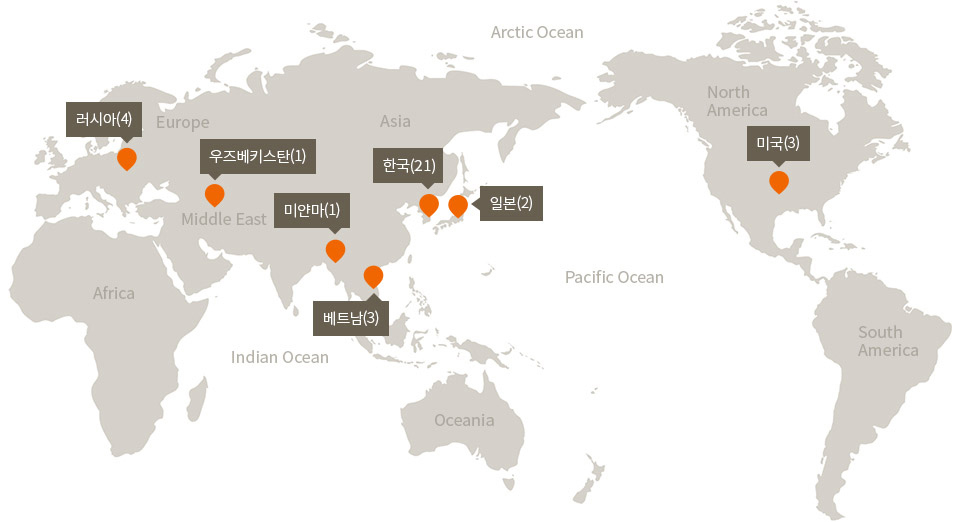 Arctic Ocean
North
America
러시아(4)
Europe
Asia
미국(3)
우즈베키스탄(1)
한국(21)
일본(2)
미얀마(1)
Middle East
Pacific Ocean
Africa
베트남(3)
South
America
Indian Ocean
Oceania